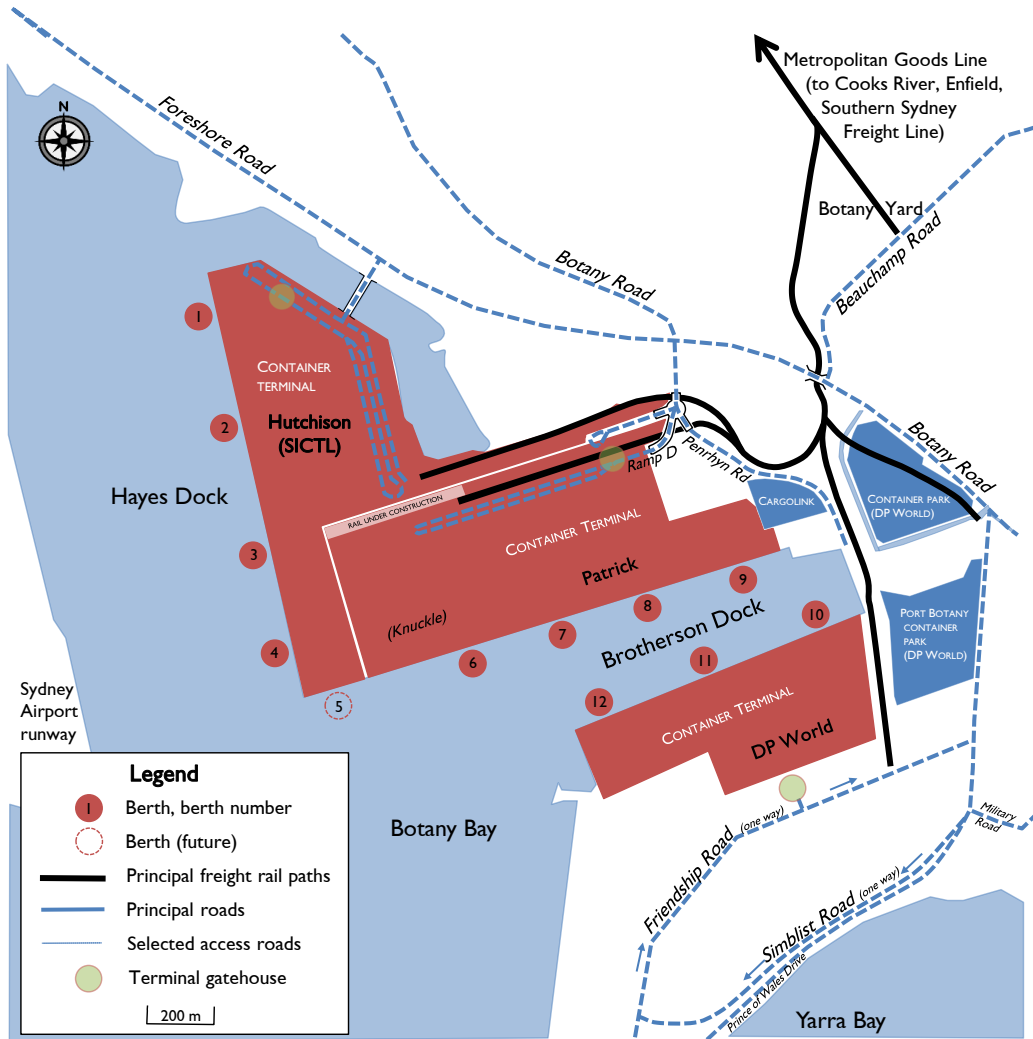 N
Metropolitan Goods Line
(to Cooks River, Enfield,
Southern Sydney
Freight Line)
Foreshore Road
Botany Yard
Beauchamp Road
Botany Road
1
CONTAINER
TERMINAL
Hutchison
(SICTL)
2
Hayes Dock
3
4
5
RAIL UNDER CONSTRUCTION
Ramp D
Penrhyn Rd
CARGOLINK
Botany Road
CONTAINER PARK
(DP WORLD)
CONTAINER TERMINAL
Patrick
(Knuckle)
6
7
8
9
Brotherson Dock
10
11
12
PORT BOTANY
CONTAINER
PARK
(DP WORLD)
CONTAINER TERMINAL
DP World
Sydney
Airport
runway
Botany Bay
Friendship Road (one way)
Military
Road
Simblist Road (one way)
Prince of Wales Drive
Yarra Bay
Legend
1 Berth, berth number
Berth (future)
Principal freight rail paths
Principal roads
Selected access roads
Terminal gatehouse
200 m